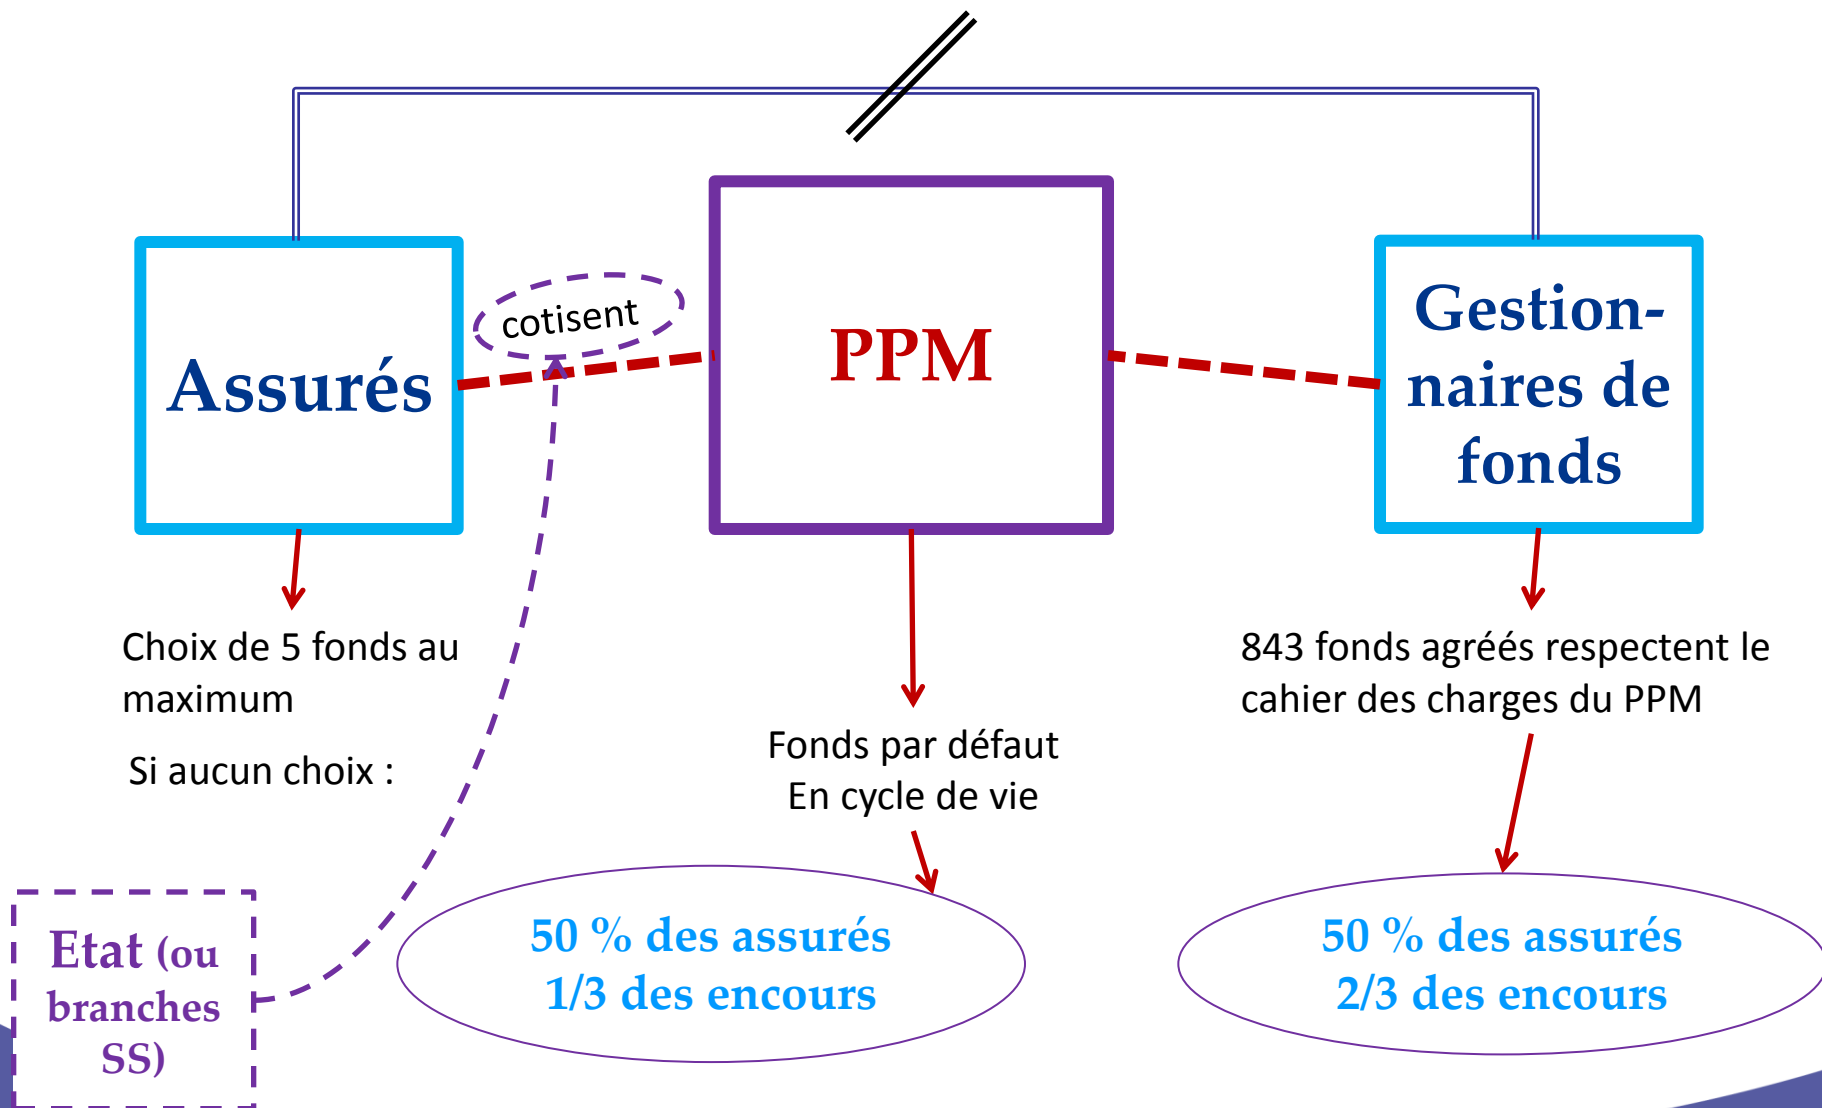 cotisent
Assurés
PPM
Gestion-
naires de
fonds
Choix de 5 fonds au
maximum
Si aucun choix :
Fonds par défaut
En cycle de vie
843 fonds agréés respectent le
cahier des charges du PPM
Etat (ou
branches
SS)
50 % des assurés
1/3 des encours
50 % des assurés
2/3 des encours